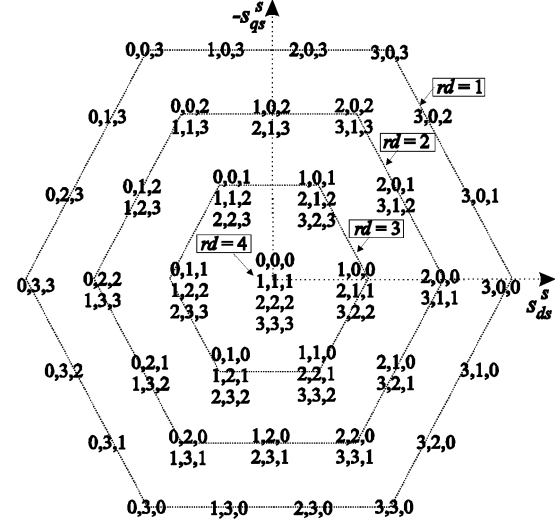 -s_qs^s
0,0,3 1,0,3 2,0,3 3,0,3
rd = 1
0,1,3 0,0,2 1,0,2 2,0,2 3,0,2
1,1,3 2,1,3 3,1,3
rd = 2
0,2,3 0,1,2 0,0,1 1,0,1 2,0,1 3,0,1
1,2,3 1,1,2 2,1,2 3,1,2
2,2,3 3,2,3
rd = 4 rd = 3
0,3,3 0,2,2 0,1,1 0,0,0 1,0,0 2,0,0 3,0,0
1,3,3 1,2,2 1,1,1 2,1,1 3,1,1
2,3,3 2,2,2 3,2,2
3,3,3
s_ds^s
0,3,2 0,2,1 0,1,0 1,1,0 2,1,0 3,1,0
1,3,2 1,2,1 2,2,1 3,2,1
2,3,2 3,3,2
0,3,1 0,2,0 1,2,0 2,2,0 3,2,0
1,3,1 2,3,1 3,3,1
0,3,0 1,3,0 2,3,0 3,3,0